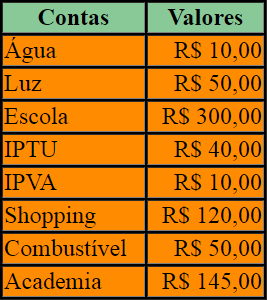 Contas Valores
Água R$ 10,00
Luz R$ 50,00
Escola R$ 300,00
IPTU R$ 40,00
IPVA R$ 10,00
Shopping R$ 120,00
Combustível R$ 50,00
Academia R$ 145,00